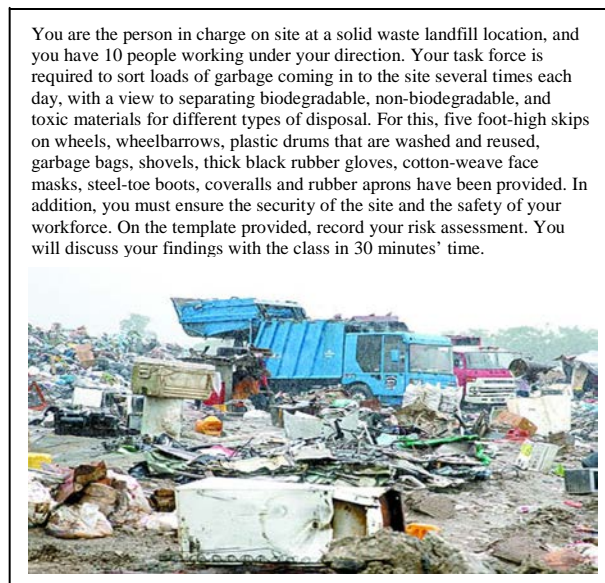 You are the person in charge on site at a solid waste landfill location, and
you have 10 people working under your direction. Your task force is
required to sort loads of garbage coming in to the site several times each
day, with a view to separating biodegradable, non-biodegradable, and
toxic materials for different types of disposal. For this, five foot-high skips
on wheels, wheelbarrows, plastic drums that are washed and reused,
garbage bags, shovels, thick black rubber gloves, cotton-weave face
masks, steel-toe boots, coveralls and rubber aprons have been provided. In
addition, you must ensure the security of the site and the safety of your
workforce. On the template provided, record your risk assessment. You
will discuss your findings with the class in 30 minutes’ time.